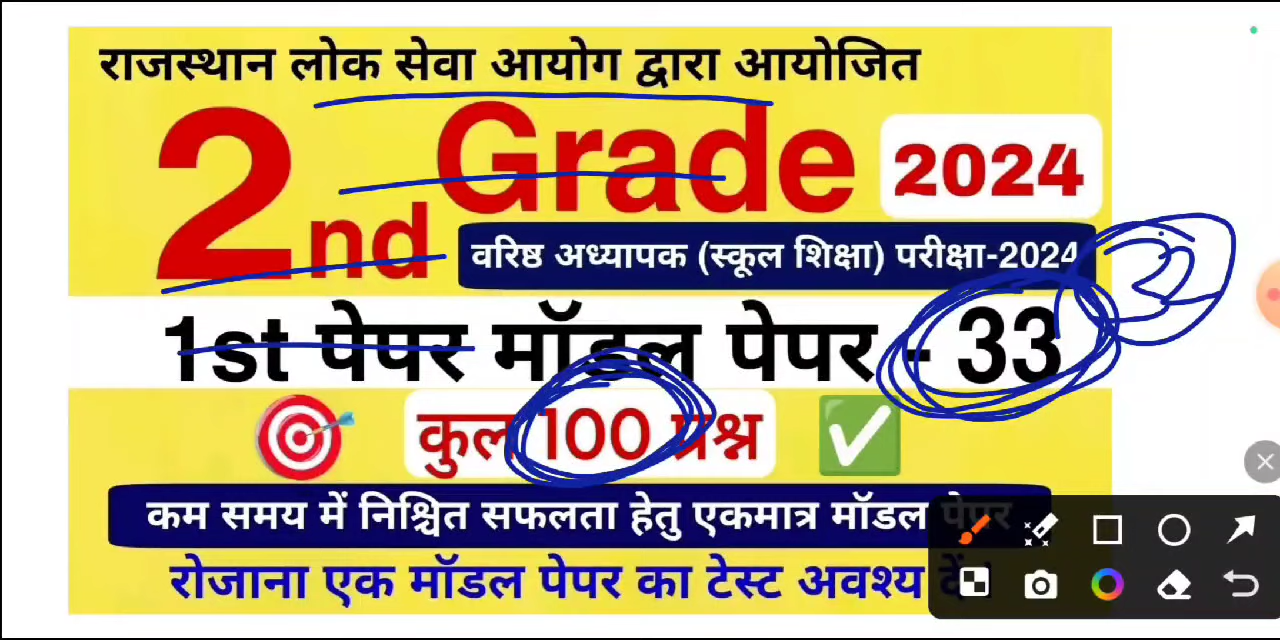 राजस्थान लोक सेवा आयोग द्वारा आयोजित
2nd Grade 2024
वरिष्ठ अध्यापक (स्कूल शिक्षा) परीक्षा-2024
1st पेपर मॉडल पेपर - 33
कुल 100 प्रश्न
कम समय में निश्चित सफलता हेतु एकमात्र मॉडल पेपर
रोजाना एक मॉडल पेपर का टेस्ट अवश्य दें।